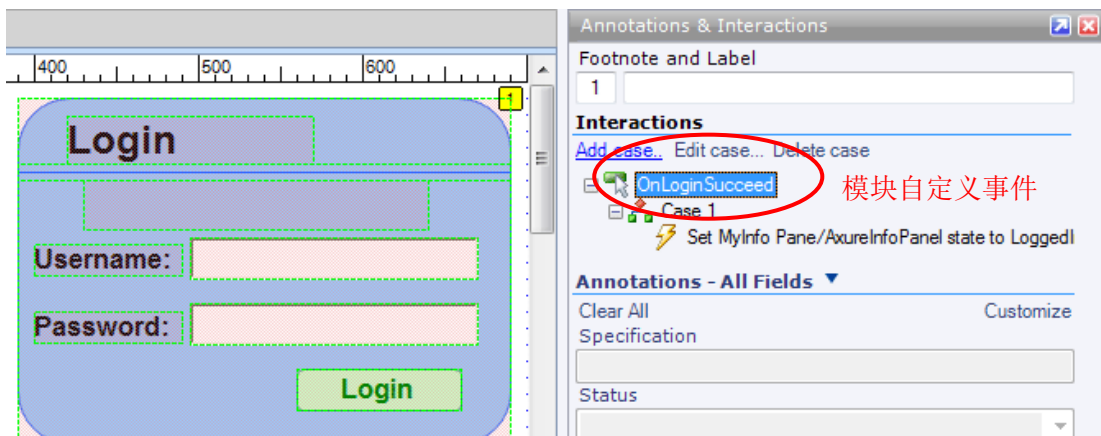 400 500 600
1
Login
Username:
Password:
Login
Annotations & Interactions
Footnote and Label
1
Interactions
Add case.. Edit case... Delete case
OnLoginSucceed
模块自定义事件
Case 1
Set MyInfo Pane/AxureInfoPanel state to LoggedI
Annotations - All Fields
Clear All Customize
Specification
Status